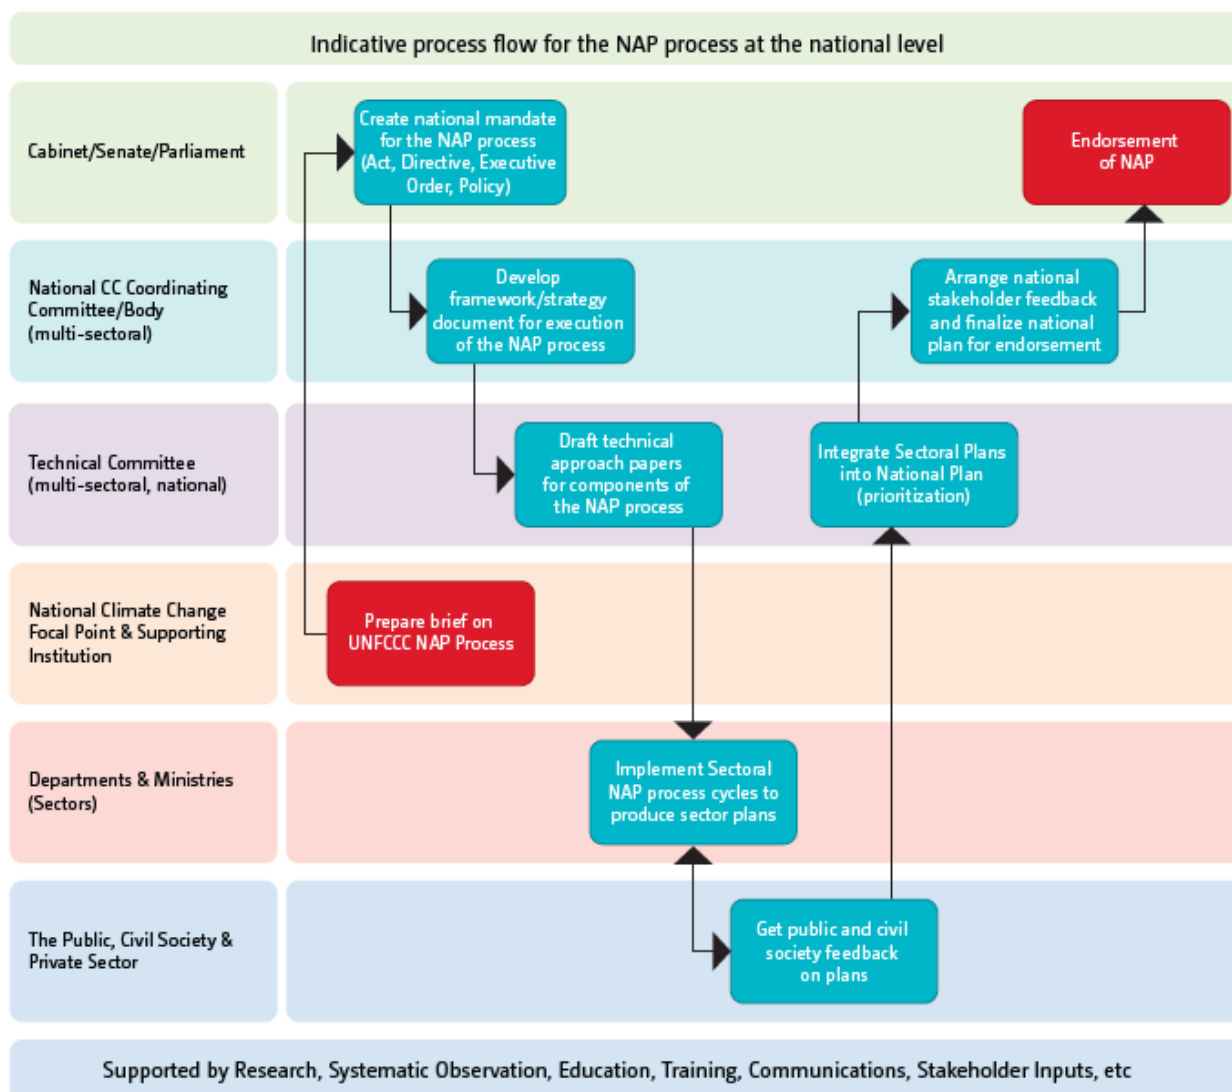 Indicative process flow for the NAP process at the national level
Cabinet/Senate/Parliament
Create national mandate
for the NAP process
(Act, Directive, Executive
Order, Policy)
Endorsement
of NAP
National CC Coordinating
Committee/Body
(multi-sectoral)
Develop
framework/strategy
document for execution
of the NAP process
Arrange national
stakeholder feedback
and finalize national
plan for endorsement
Technical Committee
(multi-sectoral, national)
Draft technical
approach papers
for components of
the NAP process
Integrate Sectoral Plans
into National Plan
(prioritization)
National Climate Change
Focal Point & Supporting
Institution
Prepare brief on
UNFCCC NAP Process
Departments & Ministries
(Sectors)
Implement Sectoral
NAP process cycles to
produce sector plans
The Public, Civil Society &
Private Sector
Get public and civil
society feedback
on plans
Supported by Research, Systematic Observation, Education, Training, Communications, Stakeholder Inputs, etc